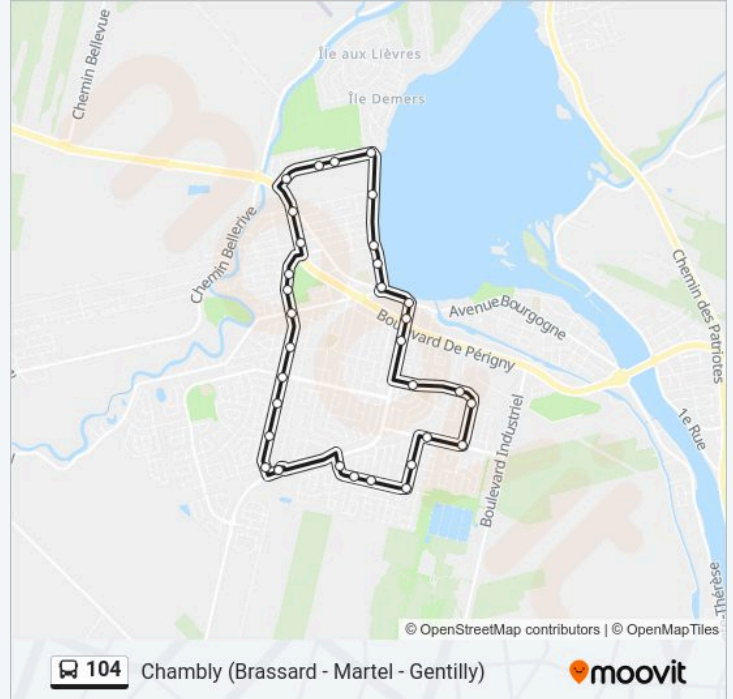 Chemin Bellevue
Île aux Lièvres
Île Demers
Chemin Bellerive
Avenue Bourgogne
Boulevard De Périgny
Chemin des Patriotes
1e Rue
Boulevard Industriel
Thérèse
© OpenStreetMap contributors | © OpenMapTiles
104 Chambly (Brassard - Martel - Gentilly) moovit